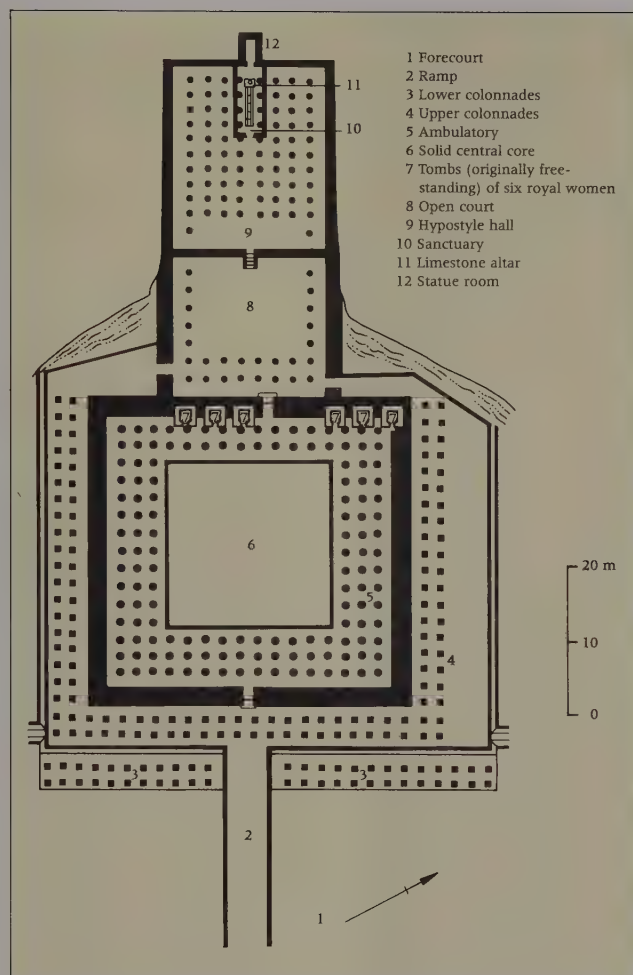 12
11
10
1 Forecourt
2 Ramp
3 Lower colonnades
4 Upper colonnades
5 Ambulatory
6 Solid central core
7 Tombs (originally free-
standing) of six royal women
8 Open court
9 Hypostyle hall
10 Sanctuary
11 Limestone altar
12 Statue room
9
8
7 7 7 7 7 7
6
5
4
20 m
10
0
3 3
2
1